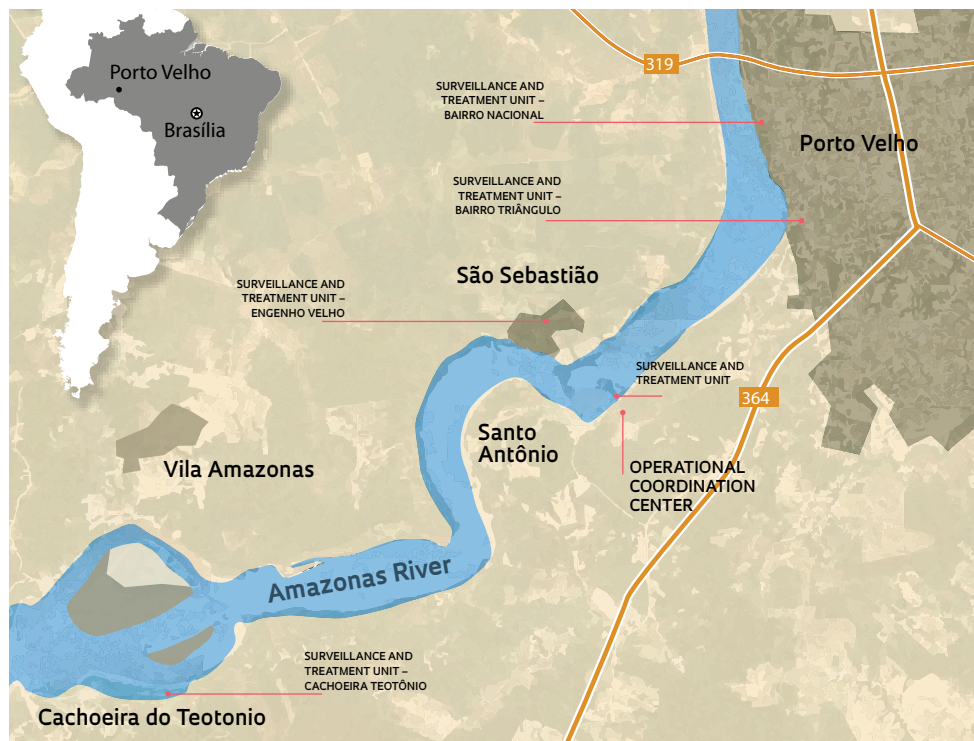 Porto Velho
Brasília
319
SURVEILLANCE AND
TREATMENT UNIT –
BAIRRO NACIONAL
Porto Velho
SURVEILLANCE AND
TREATMENT UNIT –
BAIRRO TRIÂNGULO
São Sebastião
SURVEILLANCE AND
TREATMENT UNIT –
ENGENHO VELHO
SURVEILLANCE AND
TREATMENT UNIT
364
Santo
Antônio
Vila Amazonas
OPERATIONAL
COORDINATION
CENTER
Amazonas River
SURVEILLANCE AND
TREATMENT UNIT –
CACHOEIRA TEOTÔNIO
Cachoeira do Teotonio